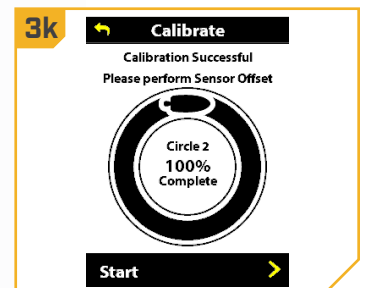 3k
Calibrate
Calibration Successful
Please perform Sensor Offset
Circle 2
100%
Complete
Start